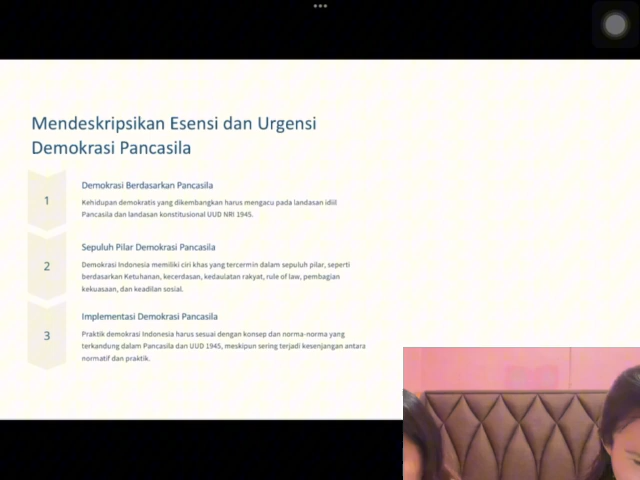 Mendeskripsikan Esensi dan Urgensi
Demokrasi Pancasila
1
Demokrasi Berdasarkan Pancasila
Kehidupan demokratis yang dikembangkan harus mengacu pada landasan idiil
Pancasila dan landasan konstitusional UUD NRI 1945.
2
Sepuluh Pilar Demokrasi Pancasila
Demokrasi Indonesia memiliki ciri khas yang tercermin dalam sepuluh pilar, seperti
berdasarkan Ketuhanan, kecerdasan, kedaulatan rakyat, rule of law, pembagian
kekuasaan, dan keadilan sosial.
3
Implementasi Demokrasi Pancasila
Praktik demokrasi Indonesia harus sesuai dengan konsep dan norma-norma yang
terkandung dalam Pancasila dan UUD 1945, meskipun sering terjadi kesenjangan antara
normatif dan praktik.